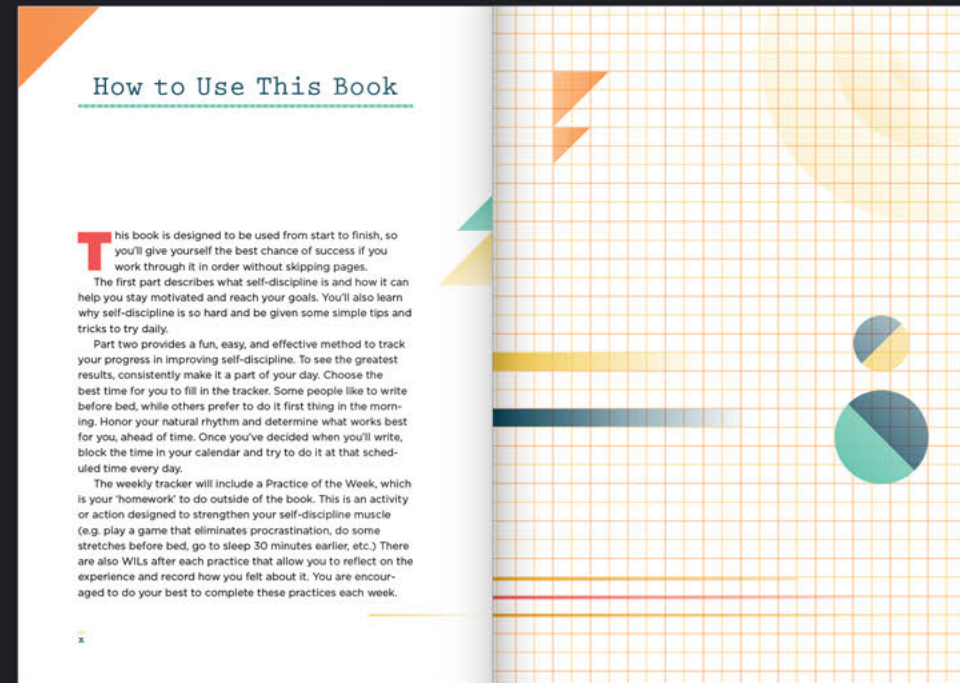 How to Use This Book
This book is designed to be used from start to finish, so
you'll give yourself the best chance of success if you
work through it in order without skipping pages.
The first part describes what self-discipline is and how it can
help you stay motivated and reach your goals. You'll also learn
why self-discipline is so hard and be given some simple tips and
tricks to try daily.
Part two provides a fun, easy, and effective method to track
your progress in improving self-discipline. To see the greatest
results, consistently make it a part of your day. Choose the
best time for you to fill in the tracker. Some people like to write
before bed, while others prefer to do it first thing in the morn-
ing. Honor your natural rhythm and determine what works best
for you, ahead of time. Once you've decided when you'll write,
block the time in your calendar and try to do it at that sched-
uled time every day.
The weekly tracker will include a Practice of the Week, which
is your 'homework' to do outside of the book. This is an activity
or action designed to strengthen your self-discipline muscle
(e.g. play a game that eliminates procrastination, do some
stretches before bed, go to sleep 30 minutes earlier, etc.) There
are also WILs after each practice that allow you to reflect on the
experience and record how you felt about it. You are encour-
aged to do your best to complete these practices each week.
x